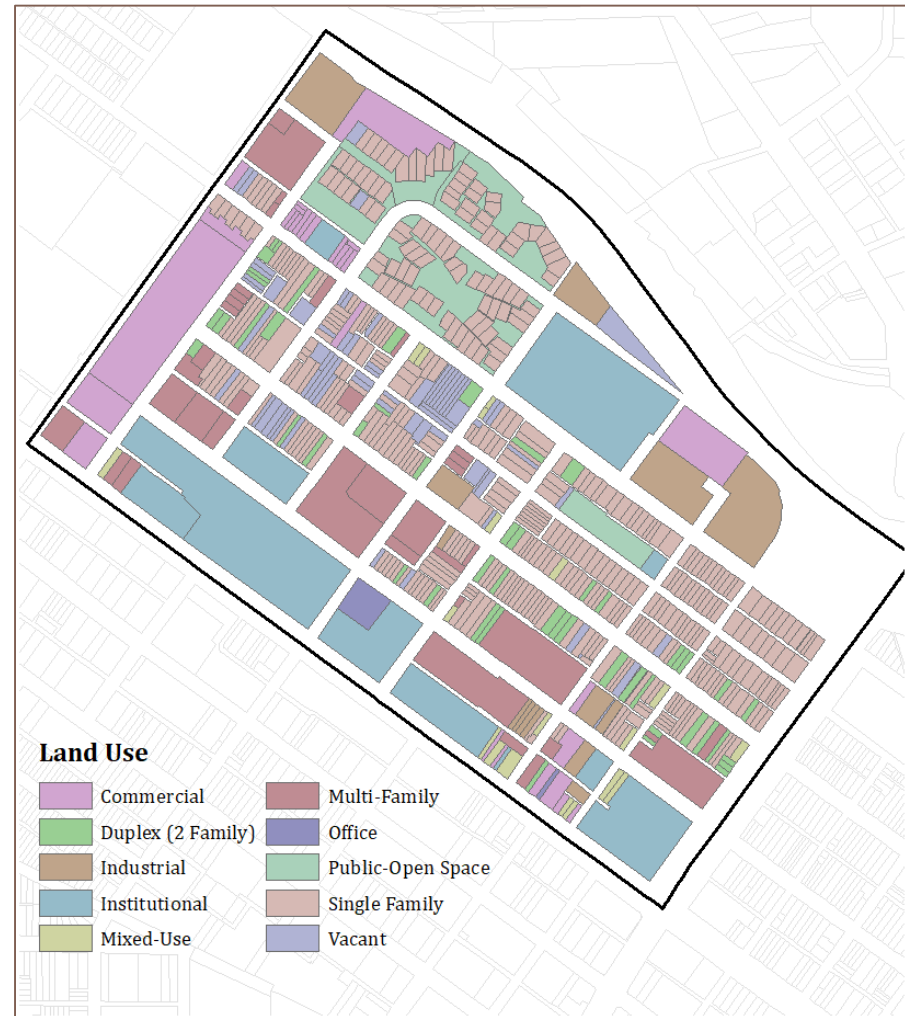 Land Use
Commercial
Duplex (2 Family)
Industrial
Institutional
Mixed-Use
Multi-Family
Office
Public-Open Space
Single Family
Vacant